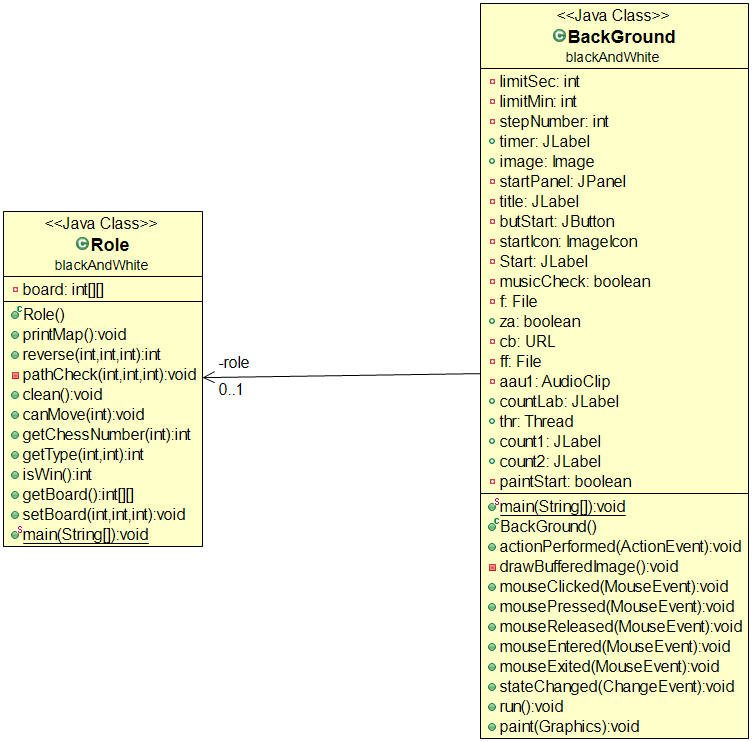 <<Java Class>>
Role
blackAndWhite
board: int[][]
Role()
printMap():void
reverse(int,int,int):int
pathCheck(int,int,int):void
clean():void
canMove(int):void
getChessNumber(int):int
getType(int,int):int
isWin():int
getBoard():int[][]
setBoard(int,int,int):void
main(String[]):void
-role
0..1
<<Java Class>>
BackGround
blackAndWhite
limitSec: int
limitMin: int
stepNumber: int
timer: JLabel
image: Image
startPanel: JPanel
title: JLabel
butStart: JButton
startIcon: ImageIcon
Start: JLabel
musicCheck: boolean
f: File
za: boolean
cb: URL
ff: File
aau1: AudioClip
countLab: JLabel
thr: Thread
count1: JLabel
count2: JLabel
paintStart: boolean
main(String[]):void
BackGround()
actionPerformed(ActionEvent):void
drawBufferedImage():void
mouseClicked(MouseEvent):void
mousePressed(MouseEvent):void
mouseReleased(MouseEvent):void
mouseEntered(MouseEvent):void
mouseExited(MouseEvent):void
stateChanged(ChangeEvent):void
run():void
paint(Graphics):void